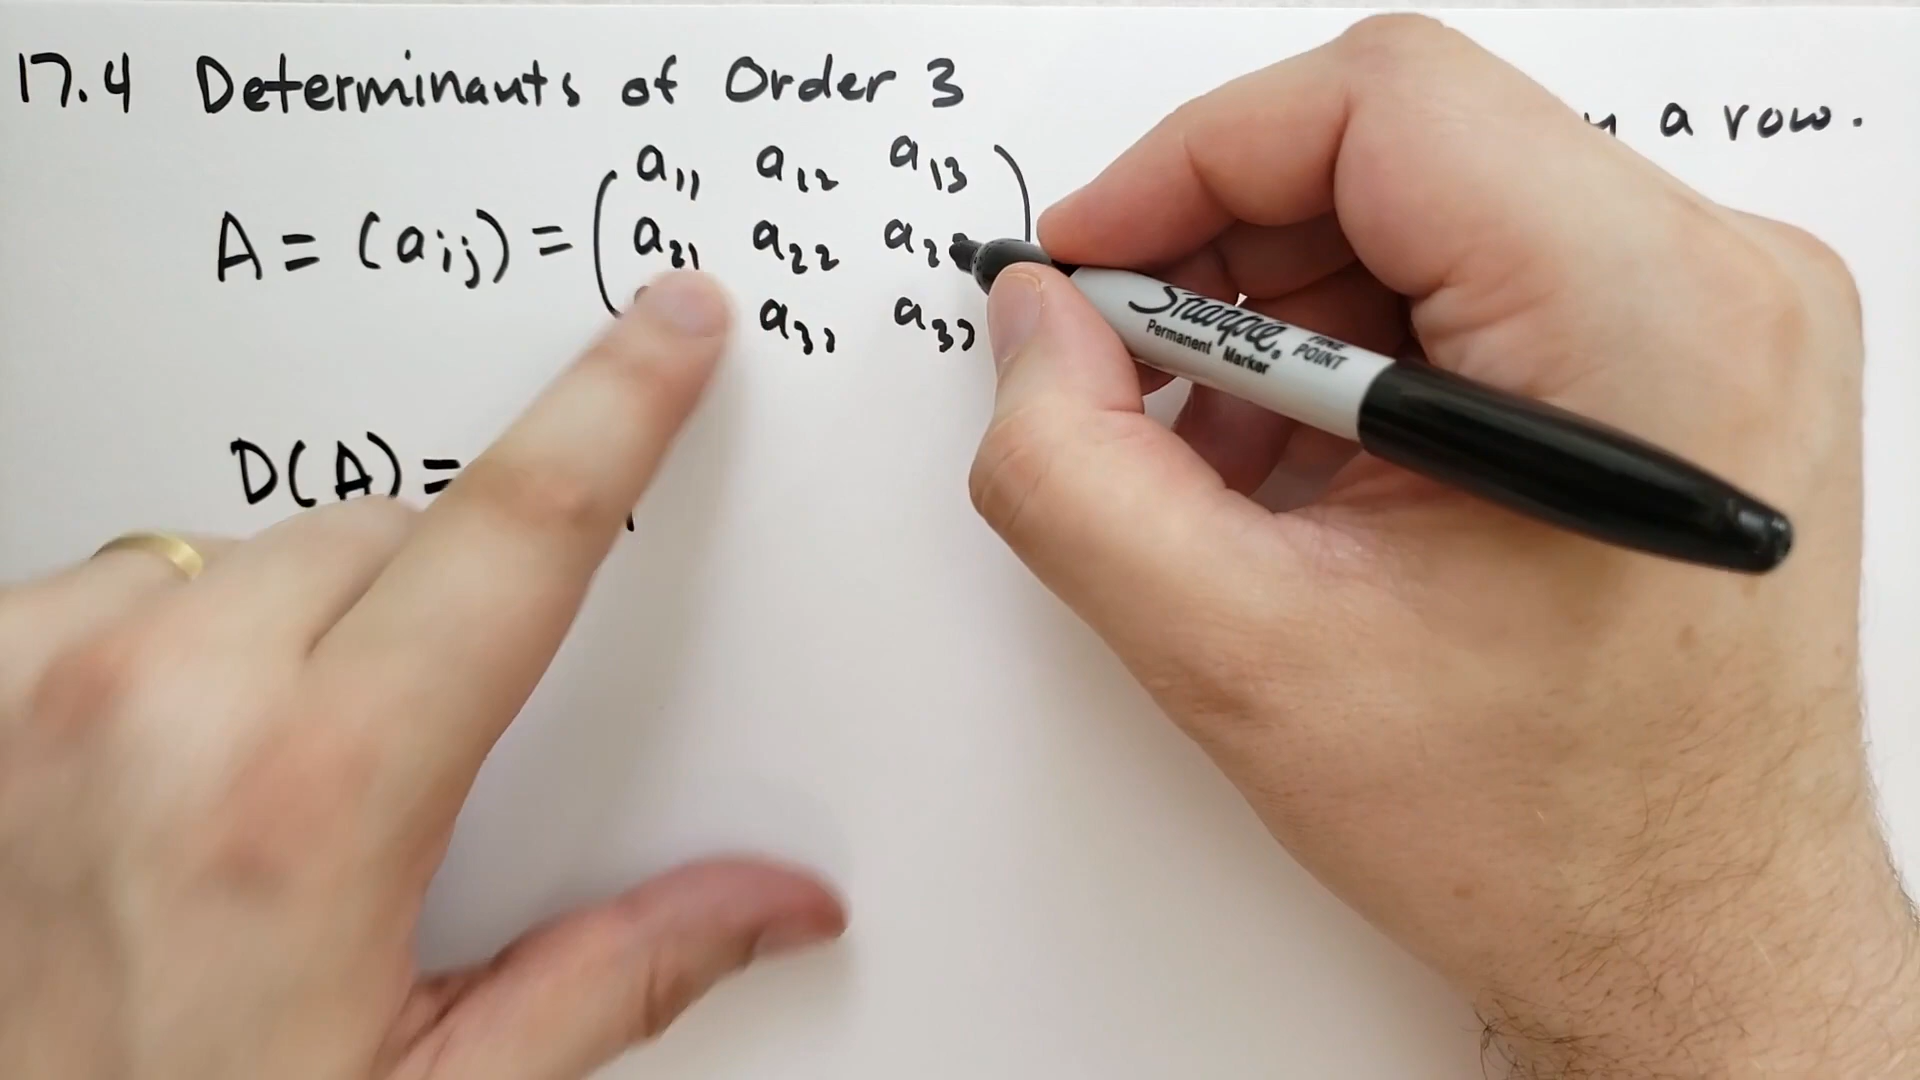 17.4 Determinants of Order 3
a row.
a11 a12 a13
A = (aij) = ( a21 a22 a2
a32 a33
D(A) =
Sharpie. FINE POINT
Permanent Marker